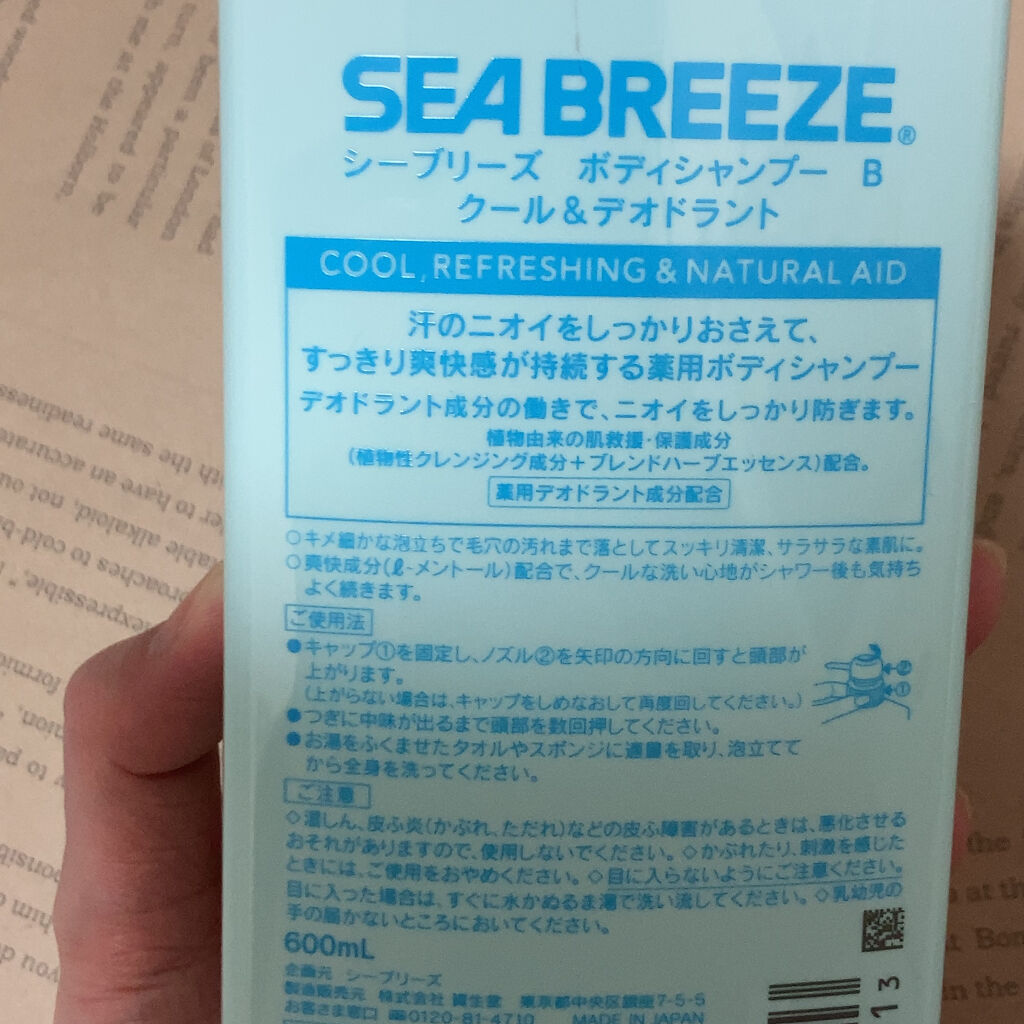 SEA BREEZE®
シーブリーズ ボディシャンプー B
クール&デオドラント
COOL, REFRESHING & NATURAL AID
汗のニオイをしっかりおさえて、
すっきり爽快感が持続する薬用ボディシャンプー
デオドラント成分の働きで、ニオイをしっかり防ぎます。
植物由来の肌救援・保護成分
(植物性クレンジング成分+ブレンドハーブエッセンス)配合。
薬用デオドラント成分配合
○キメ細かな泡立ちで毛穴の汚れまで落としてスッキリ清潔、サラサラな素肌に。
○爽快成分(ℓ-メントール)配合で、クールな洗い心地がシャワー後も気持ち
よく続きます。
ご使用法
●キャップ①を固定し、ノズル②を矢印の方向に回すと頭部が
上がります。
(上がらない場合は、キャップをしめなおして再度回してください。)
●つぎに中味が出るまで頭部を数回押してください。
●お湯をふくませたタオルやスポンジに適量を取り、泡立てて
から全身を洗ってください。
②
①
ご注意
◇湿しん、皮ふ炎(かぶれ、ただれ)などの皮ふ障害があるときは、悪化させる
おそれがありますので、使用しないでください。◇かぶれたり、刺激を感じた
ときには、ご使用をおやめください。◇目に入らないようにご注意ください。
目に入った場合は、すぐに水かぬるま湯で洗い流してください。◇乳幼児の
手の届かないところにおいてください。
600mL
企画元 シーブリーズ
製造販売元 株式会社 資生堂 東京都中央区銀座7-5-5
お客さま窓口 0120-81-4710 MADE IN JAPAN
13